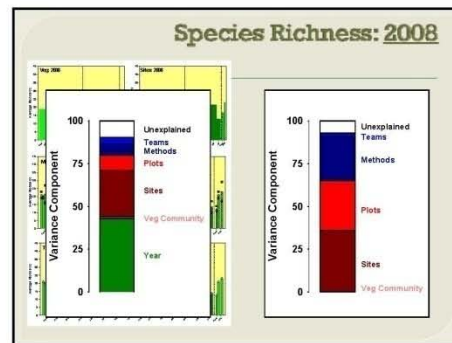 Species Richness: 2008
Veg 2008
Sites 2008
Variance Component
100
75
50
25
0
Unexplained
Teams
Methods
Plots
Sites
Veg Community
Year
Variance Component
100
75
50
25
0
Unexplained
Teams
Methods
Plots
Sites
Veg Community